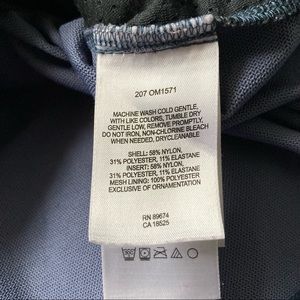 207 OM1571
MACHINE WASH COLD GENTLE,
WITH LIKE COLORS, TUMBLE DRY
GENTLE LOW, REMOVE PROMPTLY,
DO NOT IRON, NON-CHLORINE BLEACH
WHEN NEEDED, DRYCLEANABLE
SHELL: 58% NYLON,
31% POLYESTER, 11% ELASTANE
INSERT: 58% NYLON,
31% POLYESTER, 11% ELASTANE
MESH LINING: 100% POLYESTER
EXCLUSIVE OF ORNAMENTATION
RN 89674
CA 18525